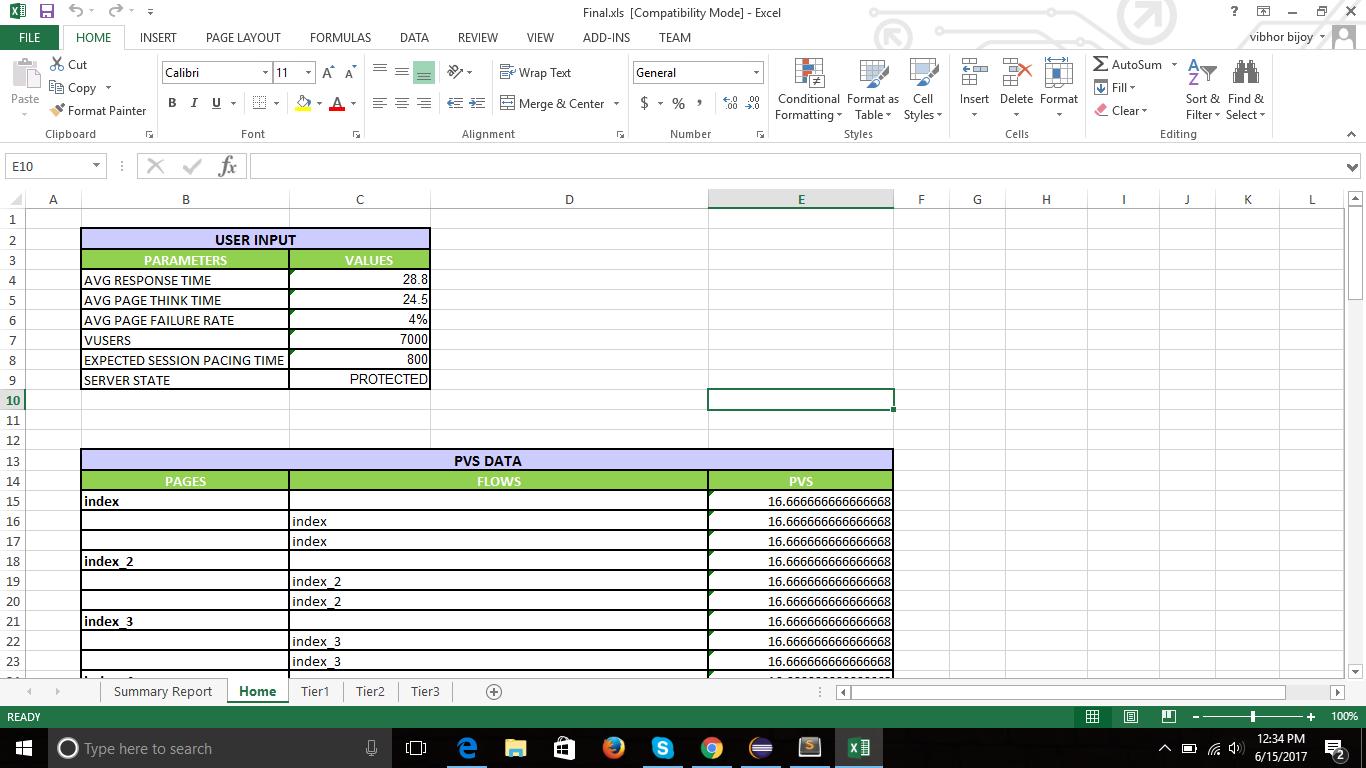 Final.xls [Compatibility Mode] - Excel
FILE HOME INSERT PAGE LAYOUT FORMULAS DATA REVIEW VIEW ADD-INS TEAM
vibhor bijoy
Paste
Cut
Copy
Format Painter
Clipboard
Calibri 11
B I U
Font
Wrap Text
Merge & Center
Alignment
General
$ % ,
Number
Conditional Formatting
Format as Table
Cell Styles
Styles
Insert Delete Format
Cells
AutoSum
Fill
Clear
Sort & Filter
Find & Select
Editing
E10
fx
A B C D E F G H I J K L
1
2 USER INPUT
3 PARAMETERS VALUES
4 AVG RESPONSE TIME 28.8
5 AVG PAGE THINK TIME 24.5
6 AVG PAGE FAILURE RATE 4%
7 VUSERS 7000
8 EXPECTED SESSION PACING TIME 800
9 SERVER STATE PROTECTED
10
11
12
13 PVS DATA
14 PAGES FLOWS PVS
15 index 16.666666666666668
16 index 16.666666666666668
17 index 16.666666666666668
18 index_2 16.666666666666668
19 index_2 16.666666666666668
20 index_2 16.666666666666668
21 index_3 16.666666666666668
22 index_3 16.666666666666668
23 index_3 16.666666666666668
Summary Report Home Tier1 Tier2 Tier3
READY
100%
Type here to search
12:34 PM
6/15/2017
2